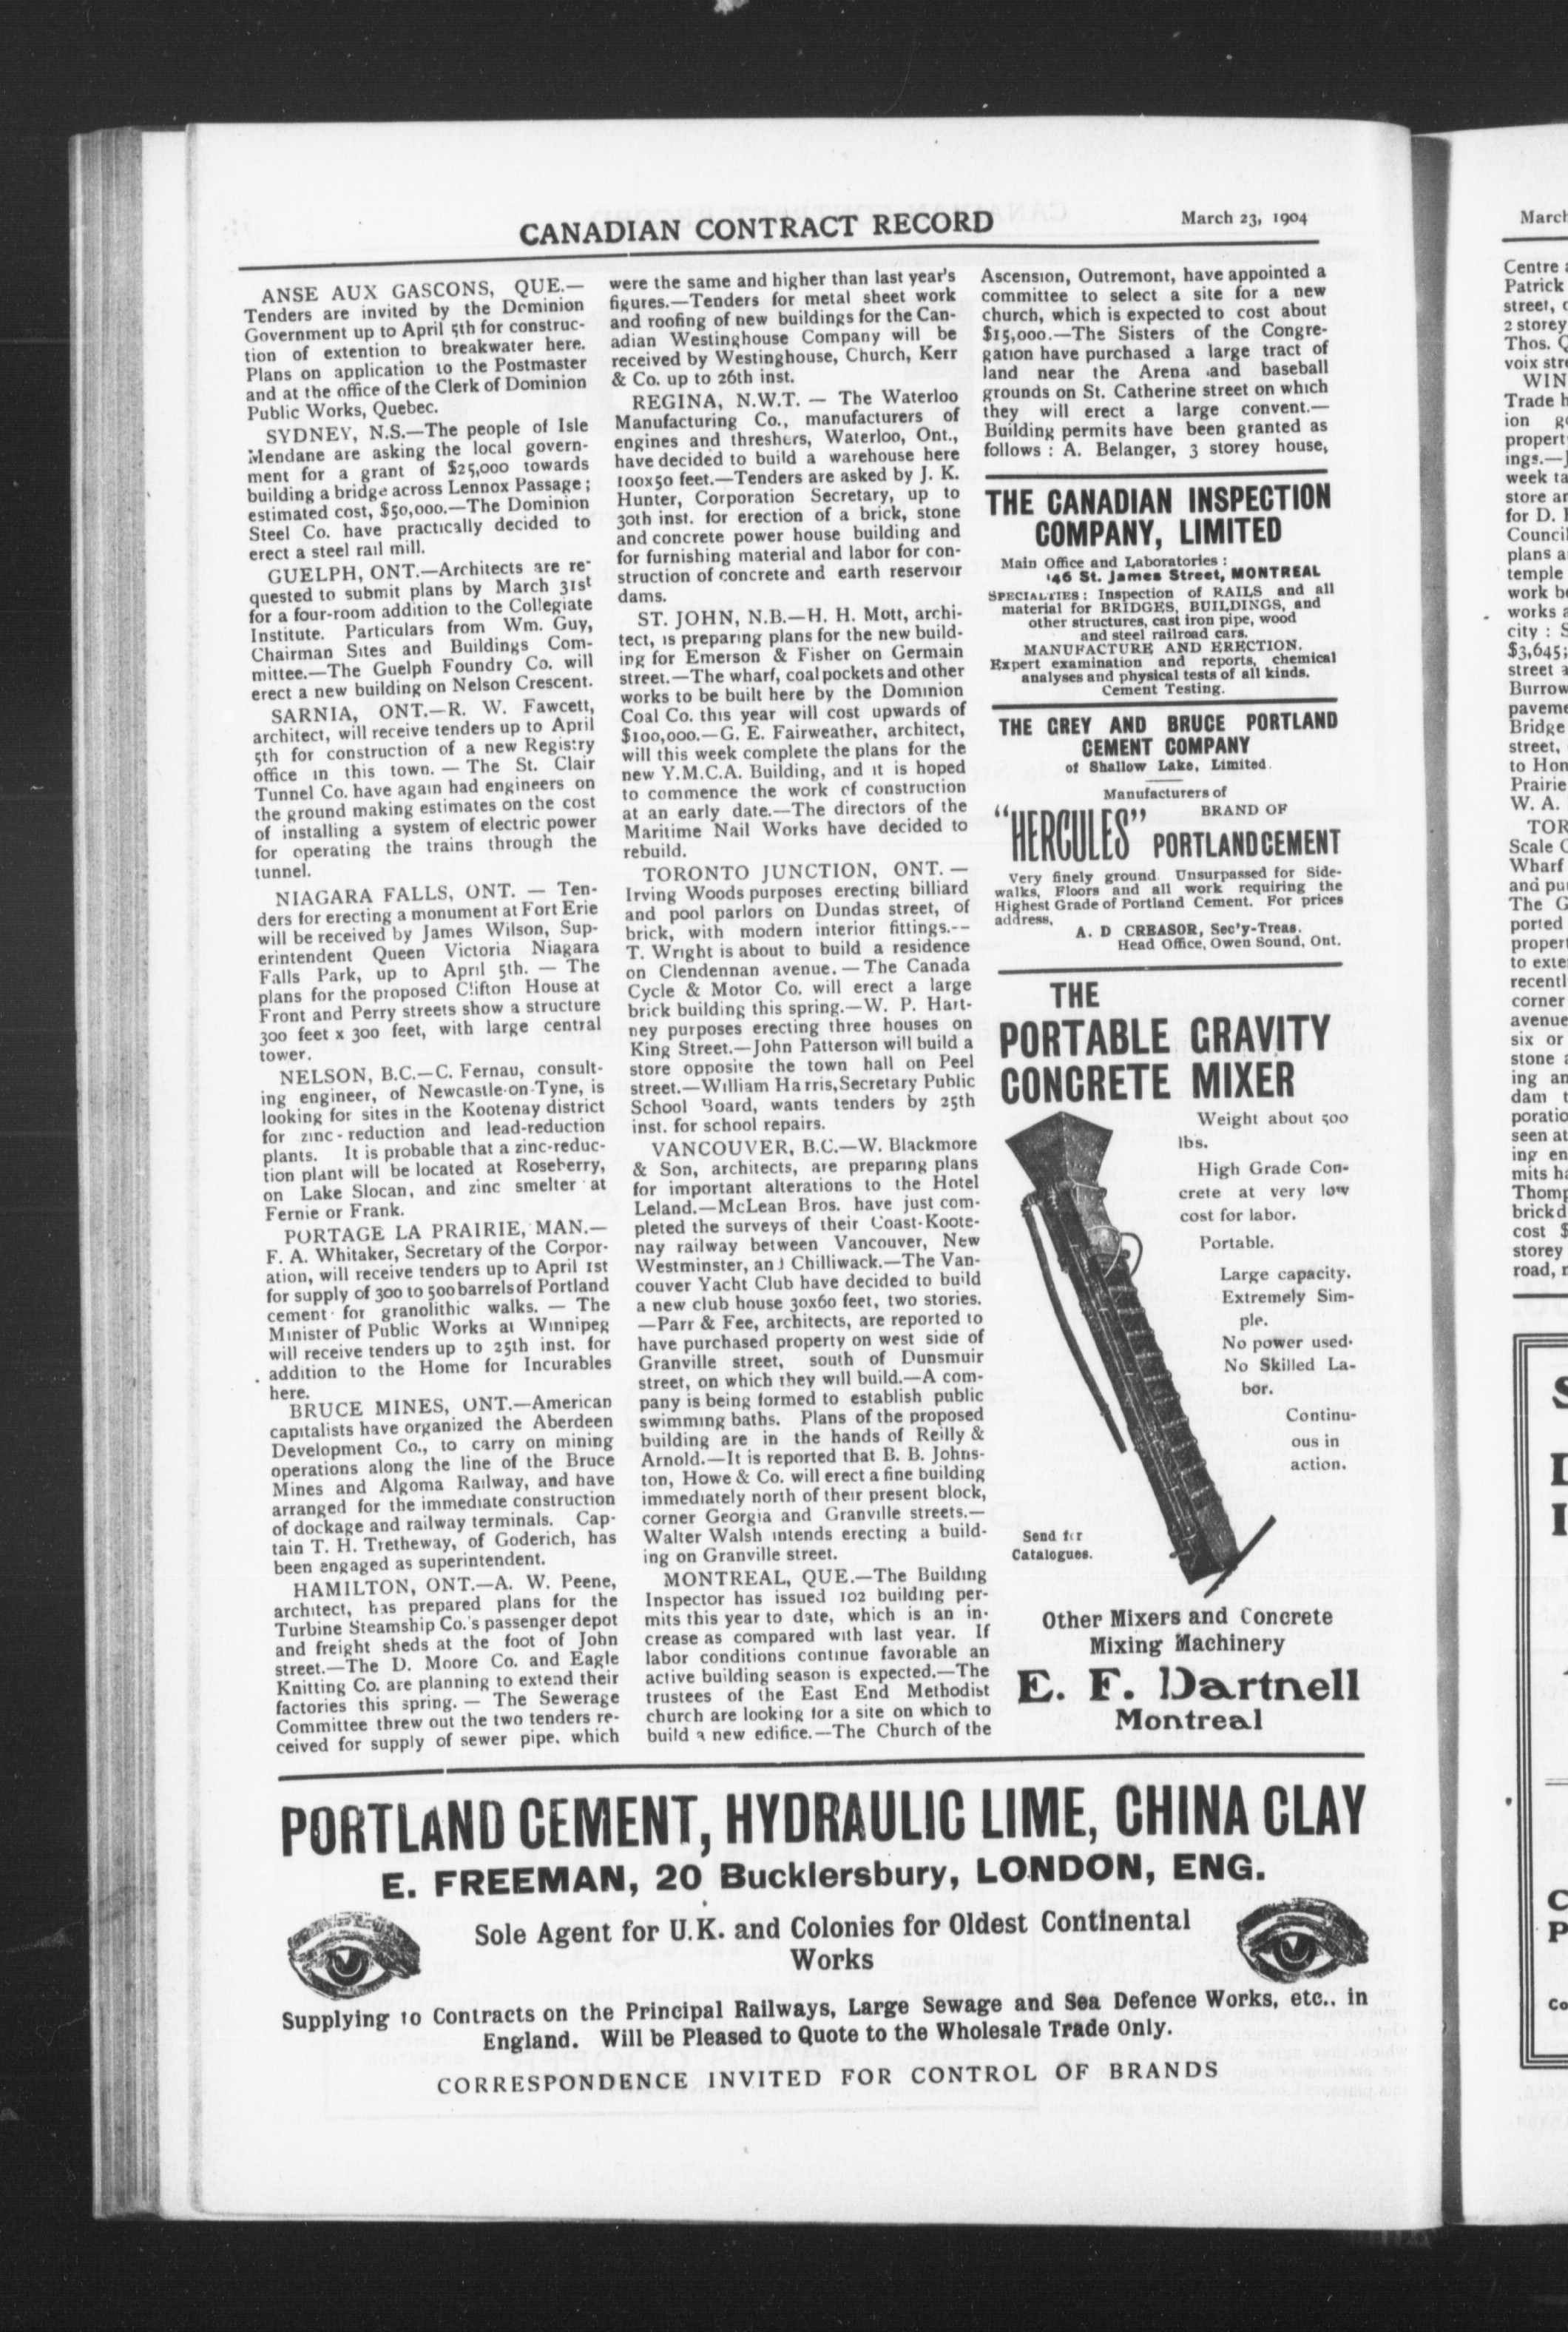 CANADIAN CONTRACT RECORD
March 23, 1904
ANSE AUX GASCONS, QUE.—
Tenders are invited by the Dominion
Government up to April 5th for construc-
tion of extention to breakwater here.
Plans on application to the Postmaster
and at the office of the Clerk of Dominion
Public Works, Quebec.
SYDNEY, N.S.—The people of Isle
Mendane are asking the local govern-
ment for a grant of $25,000 towards
building a bridge across Lennox Passage ;
estimated cost, $50,000.—The Dominion
Steel Co. have practically decided to
erect a steel rail mill.
GUELPH, ONT.—Architects are re-
quested to submit plans by March 31st
for a four-room addition to the Collegiate
Institute. Particulars from Wm. Guy,
Chairman Sites and Buildings Com-
mittee.—The Guelph Foundry Co. will
erect a new building on Nelson Crescent.
SARNIA, ONT.—R. W. Fawcett,
architect, will receive tenders up to April
5th for construction of a new Registry
office in this town. — The St. Clair
Tunnel Co. have again had engineers on
the ground making estimates on the cost
of installing a system of electric power
for operating the trains through the
tunnel.
NIAGARA FALLS, ONT. — Ten-
ders for erecting a monument at Fort Erie
will be received by James Wilson, Sup-
erintendent Queen Victoria Niagara
Falls Park, up to April 5th. — The
plans for the proposed Clifton House at
Front and Perry streets show a structure
300 feet x 300 feet, with large central
tower.
NELSON, B.C.—C. Fernau, consult-
ing engineer, of Newcastle-on-Tyne, is
looking for sites in the Kootenay district
for zinc-reduction and lead-reduction
plants. It is probable that a zinc-reduc-
tion plant will be located at Roseberry,
on Lake Slocan, and zinc smelter at
Fernie or Frank.
PORTAGE LA PRAIRIE, MAN.—
F. A. Whitaker, Secretary of the Corpor-
ation, will receive tenders up to April 1st
for supply of 300 to 500 barrels of Portland
cement for granolithic walks. — The
Minister of Public Works at Winnipeg
will receive tenders up to 25th inst. for
addition to the Home for Incurables
here.
BRUCE MINES, ONT.—American
capitalists have organized the Aberdeen
Development Co., to carry on mining
operations along the line of the Bruce
Mines and Algoma Railway, and have
arranged for the immediate construction
of dockage and railway terminals. Cap-
tain T. H. Tretheway, of Goderich, has
been engaged as superintendent.
HAMILTON, ONT.—A. W. Peene,
architect, has prepared plans for the
Turbine Steamship Co.'s passenger depot
and freight sheds at the foot of John
street.—The D. Moore Co. and Eagle
Knitting Co. are planning to extend their
factories this spring. — The Sewerage
Committee threw out the two tenders re-
ceived for supply of sewer pipe, which
were the same and higher than last year's
figures.—Tenders for metal sheet work
and roofing of new buildings for the Can-
adian Westinghouse Company will be
received by Westinghouse, Church, Kerr
& Co. up to 26th inst.
REGINA, N.W.T. — The Waterloo
Manufacturing Co., manufacturers of
engines and threshers, Waterloo, Ont.,
have decided to build a warehouse here
100x50 feet.—Tenders are asked by J. K.
Hunter, Corporation Secretary, up to
30th inst. for erection of a brick, stone
and concrete power house building and
for furnishing material and labor for con-
struction of concrete and earth reservoir
dams.
ST. JOHN, N.B.—H. H. Mott, archi-
tect, is preparing plans for the new build-
ing for Emerson & Fisher on Germain
street.—The wharf, coal pockets and other
works to be built here by the Dominion
Coal Co. this year will cost upwards of
$100,000.—G. E. Fairweather, architect,
will this week complete the plans for the
new Y.M.C.A. Building, and it is hoped
to commence the work of construction
at an early date.—The directors of the
Maritime Nail Works have decided to
rebuild.
TORONTO JUNCTION, ONT. —
Irving Woods purposes erecting billiard
and pool parlors on Dundas street, of
brick, with modern interior fittings.--
T. Wright is about to build a residence
on Clendennan avenue. — The Canada
Cycle & Motor Co. will erect a large
brick building this spring.—W. P. Hart-
ney purposes erecting three houses on
King Street.—John Patterson will build a
store opposite the town hall on Peel
street.—William Harris, Secretary Public
School Board, wants tenders by 25th
inst. for school repairs.
VANCOUVER, B.C.—W. Blackmore
& Son, architects, are preparing plans
for important alterations to the Hotel
Leland.—McLean Bros. have just com-
pleted the surveys of their Coast-Koote-
nay railway between Vancouver, New
Westminster, and Chilliwack.—The Van-
couver Yacht Club have decided to build
a new club house 30x60 feet, two stories.
—Parr & Fee, architects, are reported to
have purchased property on west side of
Granville street, south of Dunsmuir
street, on which they will build.—A com-
pany is being formed to establish public
swimming baths. Plans of the proposed
building are in the hands of Reilly &
Arnold.—It is reported that B. B. Johns-
ton, Howe & Co. will erect a fine building
immediately north of their present block,
corner Georgia and Granville streets.—
Walter Walsh intends erecting a build-
ing on Granville street.
MONTREAL, QUE.—The Building
Inspector has issued 102 building per-
mits this year to date, which is an in-
crease as compared with last year. If
labor conditions continue favorable an
active building season is expected.—The
trustees of the East End Methodist
church are looking for a site on which to
build a new edifice.—The Church of the
Ascension, Outremont, have appointed a
committee to select a site for a new
church, which is expected to cost about
$15,000.—The Sisters of the Congre-
gation have purchased a large tract of
land near the Arena and baseball
grounds on St. Catherine street on which
they will erect a large convent.—
Building permits have been granted as
follows : A. Belanger, 3 storey house,
THE CANADIAN INSPECTION
COMPANY, LIMITED
Main Office and Laboratories :
146 St. James Street, MONTREAL
SPECIALTIES : Inspection of RAILS and all
material for BRIDGES, BUILDINGS, and
other structures, cast iron pipe, wood
and steel railroad cars.
MANUFACTURE AND ERECTION.
Expert examination and reports, chemical
analyses and physical tests of all kinds.
Cement Testing.
THE GREY AND BRUCE PORTLAND
CEMENT COMPANY
of Shallow Lake, Limited.
Manufacturers of
"HERCULES" BRAND OF
PORTLAND CEMENT
Very finely ground. Unsurpassed for Side-
walks, Floors and all work requiring the
Highest Grade of Portland Cement. For prices
address,
A. D CREASOR, Sec'y-Treas.
Head Office, Owen Sound, Ont.
THE
PORTABLE GRAVITY
CONCRETE MIXER
Weight about 500
lbs.
High Grade Con-
crete at very low
cost for labor.
Portable.
Large capacity.
Extremely Sim-
ple.
No power used.
No Skilled La-
bor.
Continu-
ous in
action.
Send for
Catalogues.
Other Mixers and Concrete
Mixing Machinery
E. F. Dartnell
Montreal
PORTLAND CEMENT, HYDRAULIC LIME, CHINA CLAY
E. FREEMAN, 20 Bucklersbury, LONDON, ENG.
Sole Agent for U.K. and Colonies for Oldest Continental
Works
Supplying to Contracts on the Principal Railways, Large Sewage and Sea Defence Works, etc., in
England. Will be Pleased to Quote to the Wholesale Trade Only.
CORRESPONDENCE INVITED FOR CONTROL OF BRANDS
March
Centre
Patrick
street,
2 storey
Thos.
voix
WIN
Trade
ion
propert
ings.—
week
store
for D.
Council
plans
temple
work
works
city :
$3,645;
street
Burrow
paveme
Bridge
street,
to Hon
Prairie
W. A.
TOR
Scale
Wharf
and
The
ported
propert
to
recentl
corner
avenue
six or
stone
ing
dam
poratio
seen at
ing
mits
Thomp
brick
cost $
storey
road,